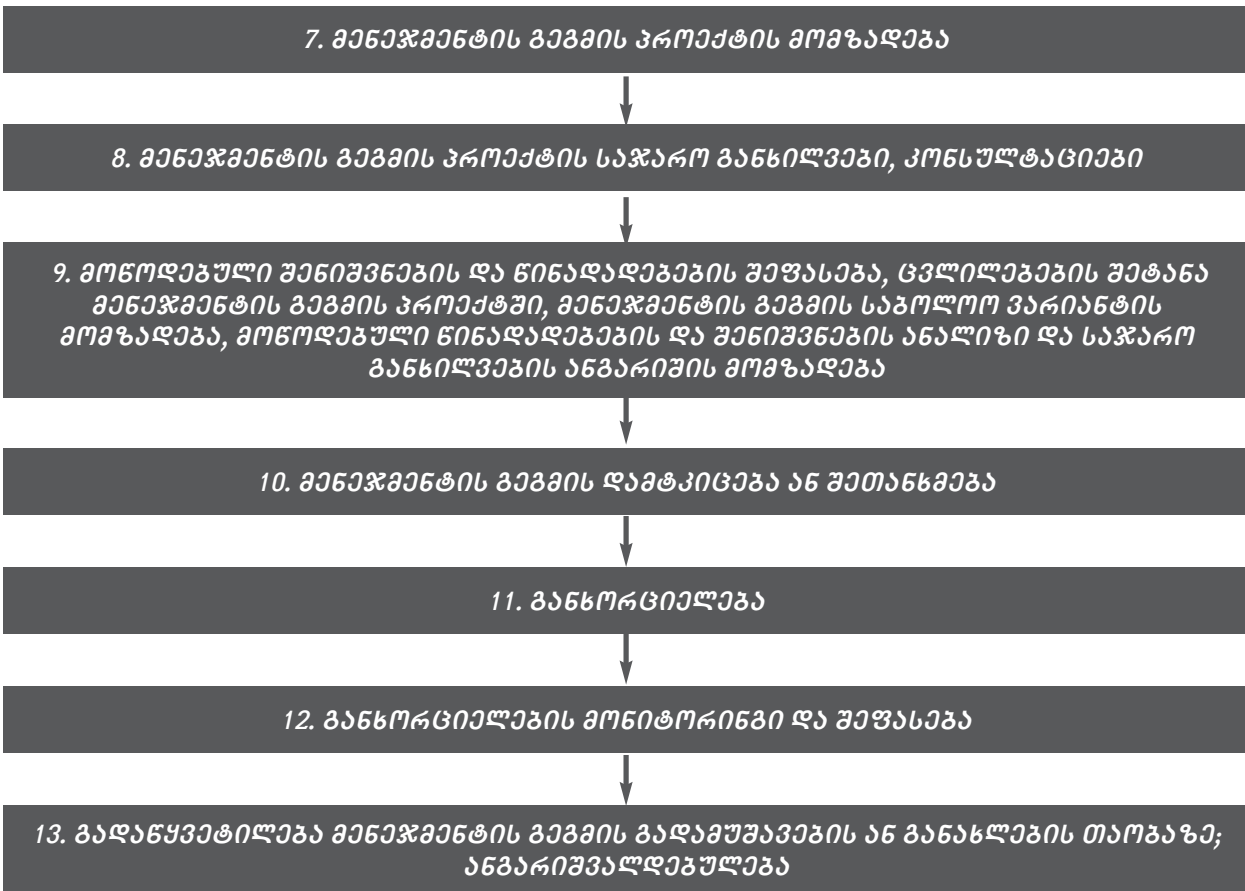 7. მენეჯმენტის გეგმის პროექტის მომზადება
8. მენეჯმენტის გეგმის პროექტის საჯარო განხილვები, კონსულტაციები
9. მოწოდებული შენიშვნების და წინადადებების შეფასება, ცვლილებების შეტანა
მენეჯმენტის გეგმის პროექტში, მენეჯმენტის გეგმის საბოლოო ვარიანტის
მომზადება, მოწოდებული წინადადებების და შენიშვნების ანალიზი და საჯარო
განხილვების ანგარიშის მომზადება
10. მენეჯმენტის გეგმის დამტკიცება ან შეთანხმება
11. განხორციელება
12. განხორციელების მონიტორინგი და შეფასება
13. გადაწყვეტილება მენეჯმენტის გეგმის გადამუშავების ან განახლების თაობაზე;
ანგარიშვალდებულება